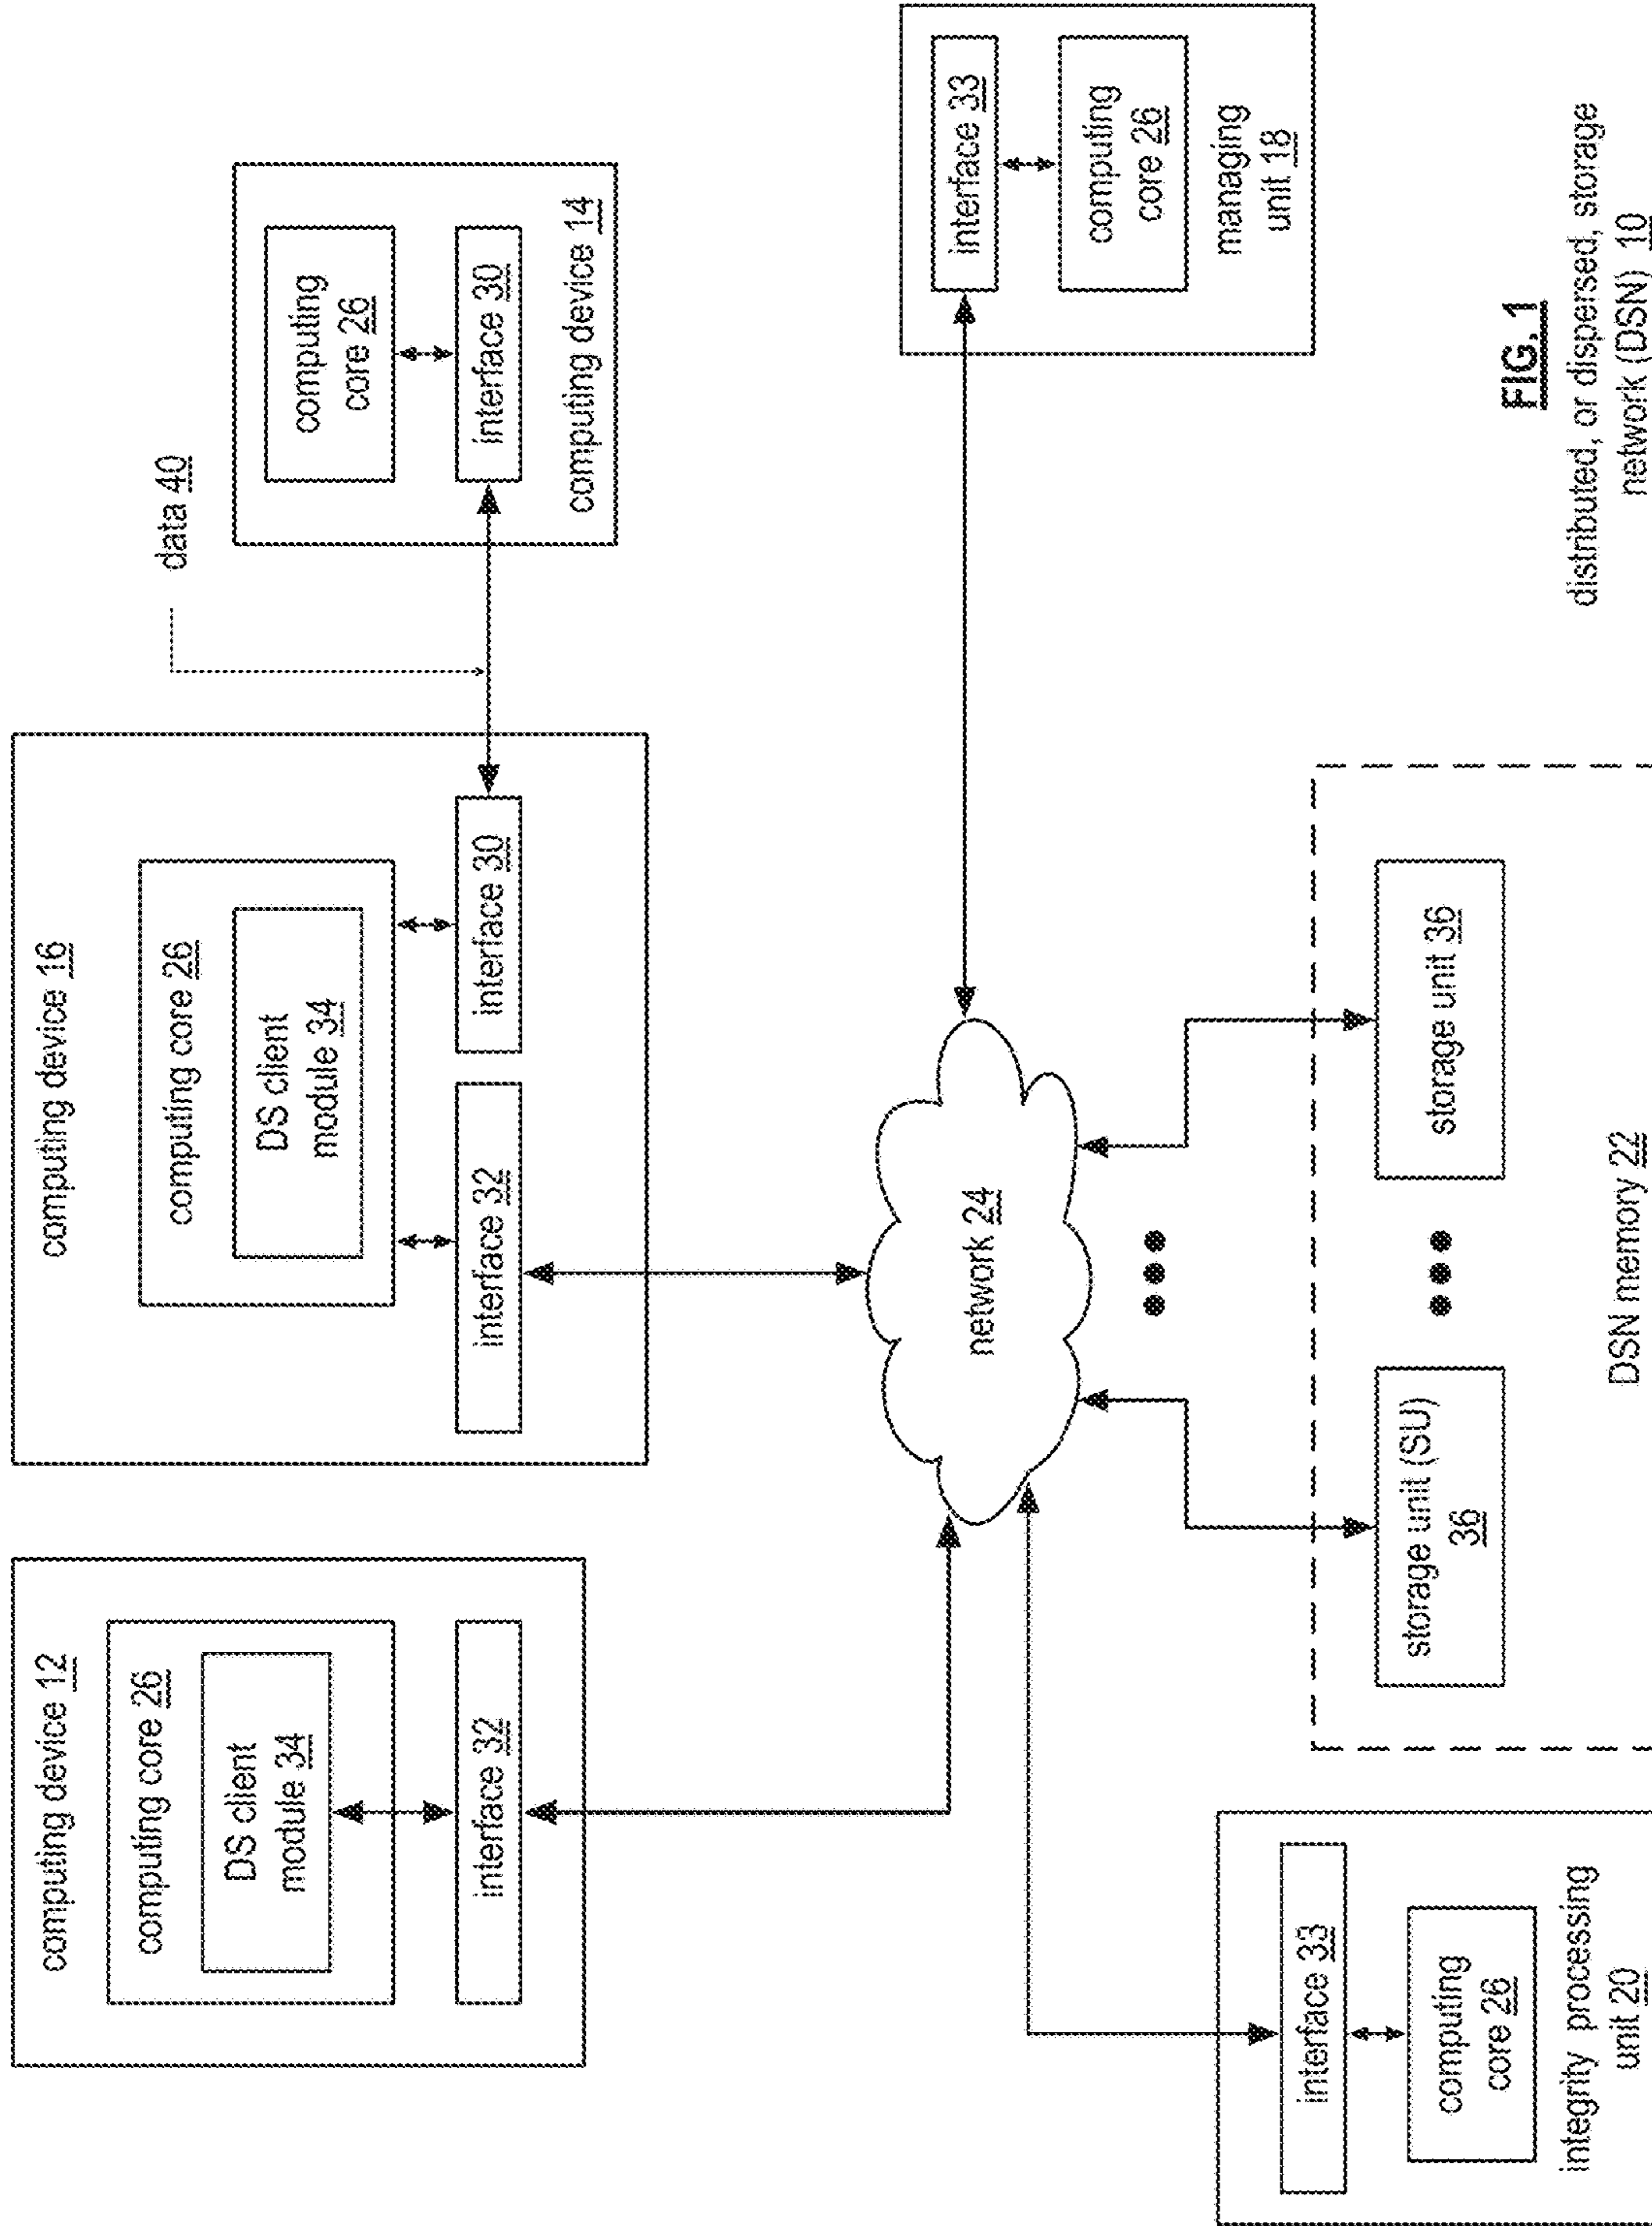 computing device 12
computing core 26
DS client
module 34
interface 32
computing device 16
computing core 26
DS client
module 34
interface 32
interface 30
data 40
computing
core 26
interface 30
computing device 14
network 24
interface 33
computing
core 26
managing
unit 18
interface 33
computing
core 26
integrity processing
unit 20
storage unit (SU)
36
storage unit 36
DSN memory 22
FIG. 1
distributed, or dispersed, storage
network (DSN) 10